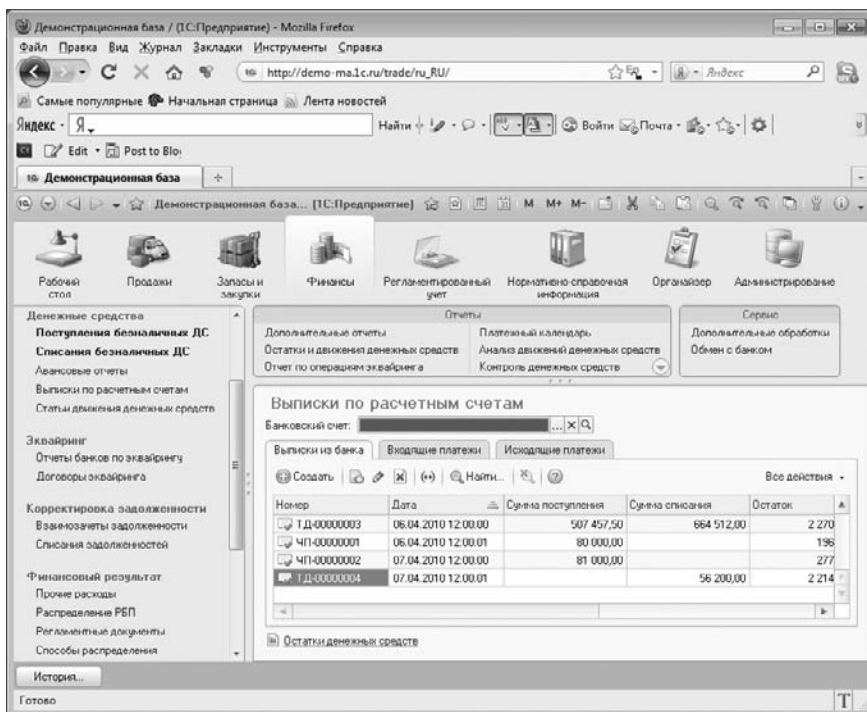 Демонстрационная база / (1С:Предприятие) - Mozilla Firefox
Файл Правка Вид Журнал Закладки Инструменты Справка
http://demo-ma.1c.ru/trade/ru_RU/ Яндекс
Самые популярные Начальная страница Лента новостей
Яндекс Я Найти Войти Почта
Edit Post to Blo
Демонстрационная база
Демонстрационная база... [1С:Предприятие] M M+ M-
Рабочий стол
Продажи
Запасы и закупки
Финансы
Регламентированный учет
Нормативно-справочная информация
Органайзер
Администрирование
Денежные средства
Поступления безналичных ДС
Списания безналичных ДС
Авансовые отчеты
Выписки по расчетным счетам
Статьи движения денежных средств
Эквайринг
Отчеты банков по эквайрингу
Договоры эквайринга
Корректировка задолженности
Взаимозачеты задолженности
Списания задолженностей
Финансовый результат
Прочие расходы
Распределение РБП
Регламентные документы
Способы распределения
Отчеты
Дополнительные отчеты Платежный календарь
Остатки и движения денежных средств Анализ движений денежных средств
Отчет по операциям эквайринга Контроль денежных средств
Сервис
Дополнительные обработки
Обмен с банком
Выписки по расчетным счетам
Банковский счет:
Выписки из банка Входящие платежи Исходящие платежи
Создать Найти... Все действия
Номер Дата Сумма поступления Сумма списания Остаток
ТД-00000003 06.04.2010 12:00:00 507 457,50 664 512,00 2 270
ЧП-00000001 06.04.2010 12:00:01 80 000,00 196
ЧП-00000002 07.04.2010 12:00:00 81 000,00 277
ТД-00000004 07.04.2010 12:00:01 56 200,00 2 214
Остатки денежных средств
История...
Готово